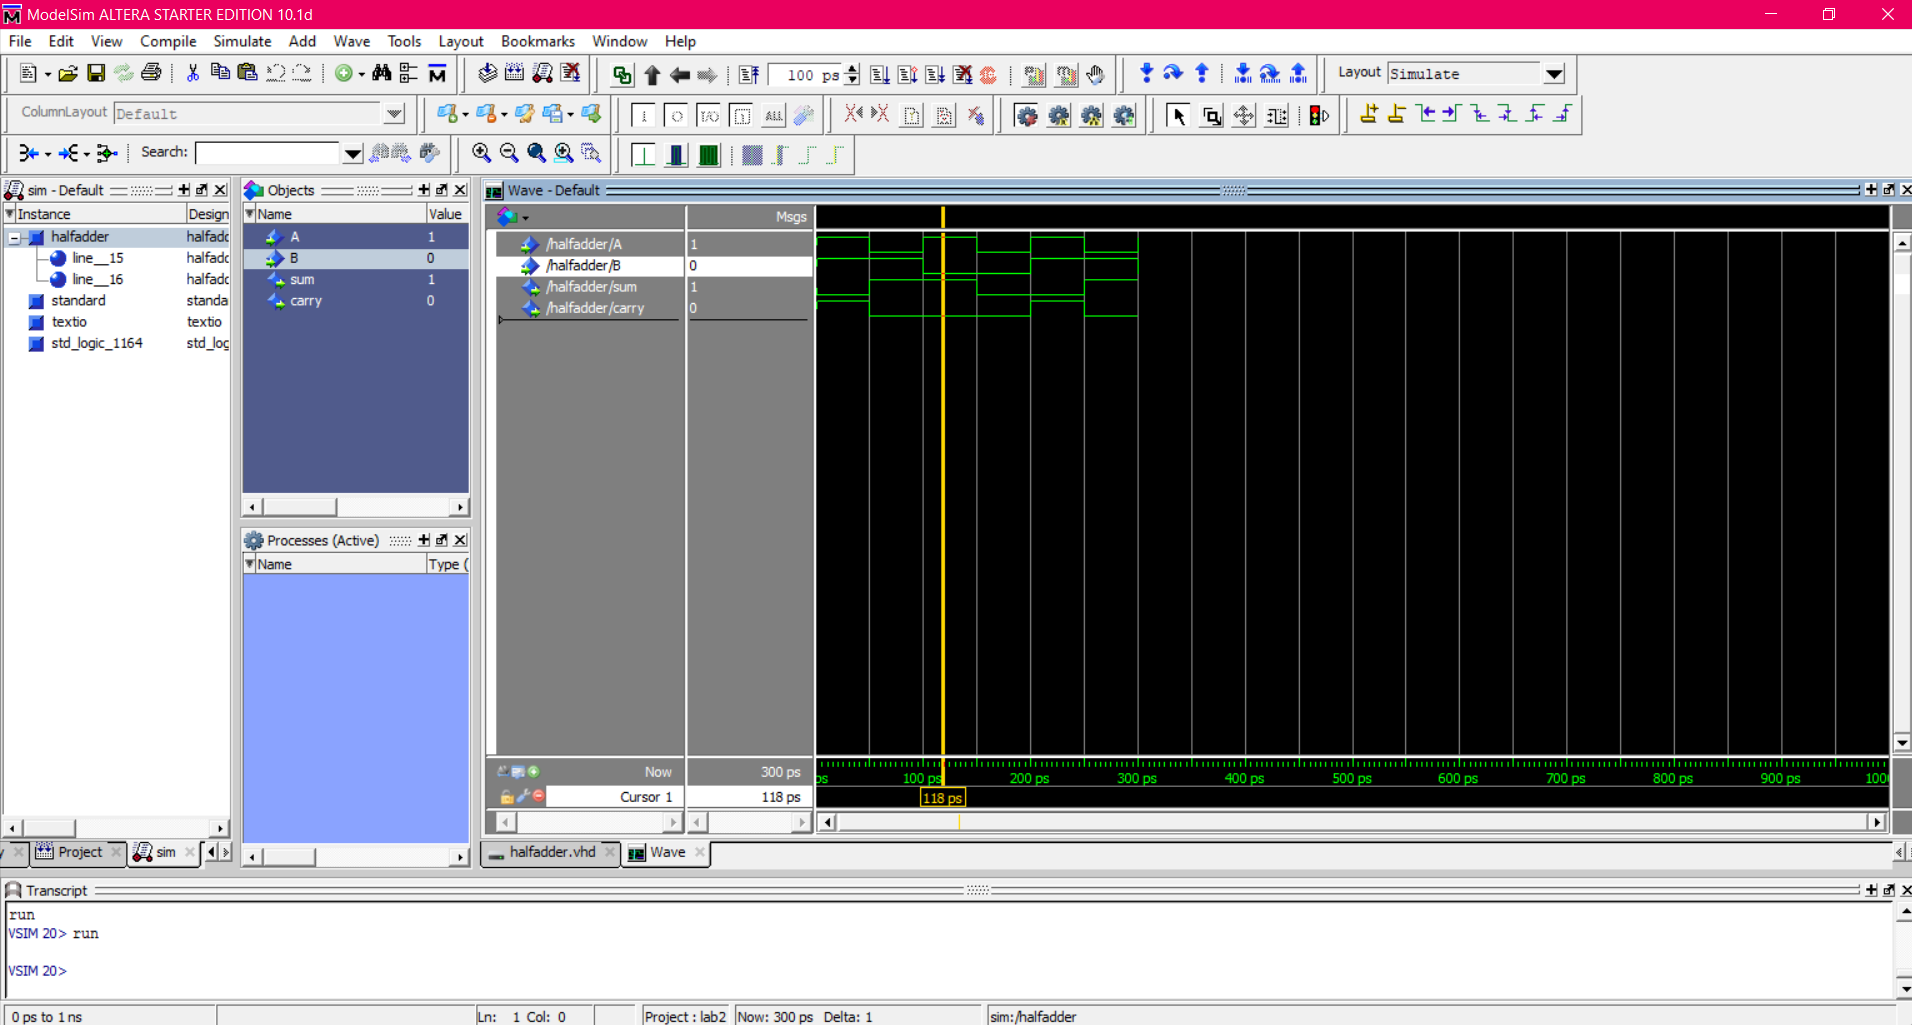 ModelSim ALTERA STARTER EDITION 10.1d
File Edit View Compile Simulate Add Wave Tools Layout Bookmarks Window Help
100 ps
Layout Simulate
ColumnLayout Default
I/O
ALL
Search:
sim - Default
Instance Design
halfadder halfadd
line__15 halfadd
line__16 halfadd
standard standa
textio textio
std_logic_1164 std_log
Objects
Name Value
A 1
B 0
sum 1
carry 0
Processes (Active)
Name Type (
Wave - Default
Msgs
/halfadder/A 1
/halfadder/B 0
/halfadder/sum 1
/halfadder/carry 0
Now 300 ps
Cursor 1 118 ps
ps 100 ps 200 ps 300 ps 400 ps 500 ps 600 ps 700 ps 800 ps 900 ps 1000
118 ps
Project sim
halfadder.vhd Wave
Transcript
run
VSIM 20> run
VSIM 20>
0 ps to 1 ns Ln: 1 Col: 0 Project : lab2 Now: 300 ps Delta: 1 sim:/halfadder